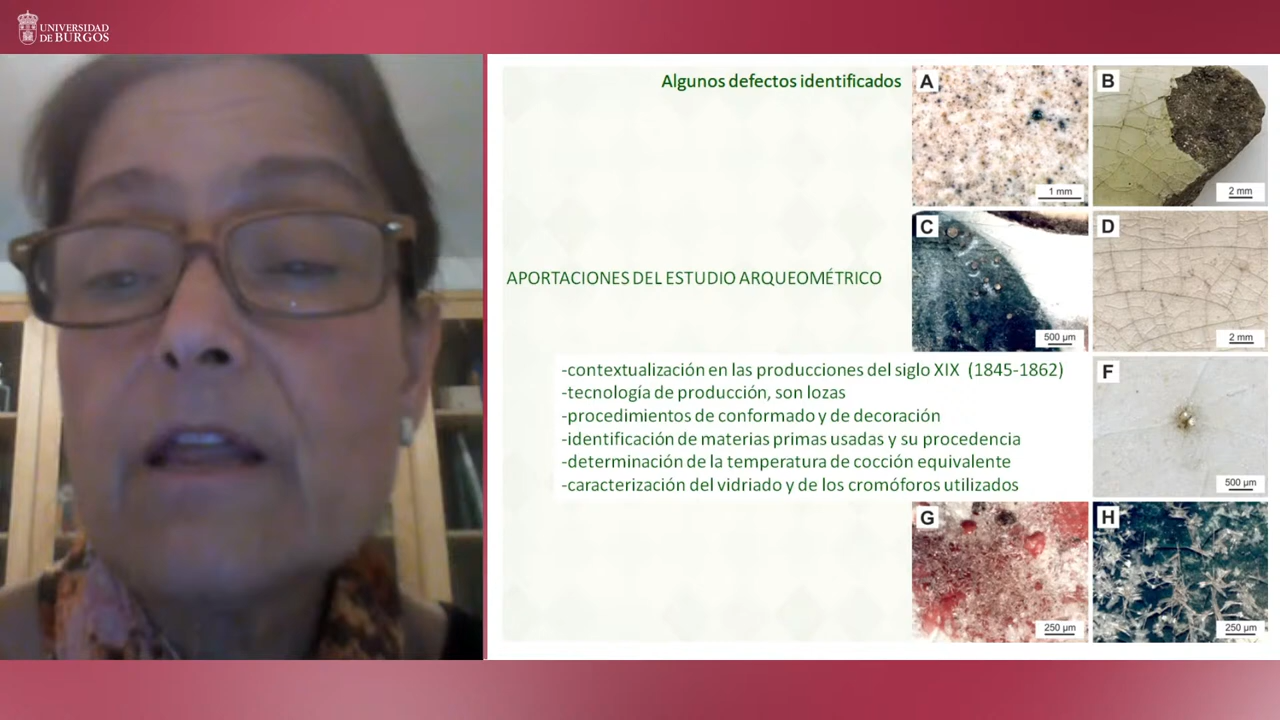 UNIVERSIDAD
DE BURGOS
Algunos defectos identificados
A
1 mm
B
2 mm
C
500 µm
D
2 mm
APORTACIONES DEL ESTUDIO ARQUEOMÉTRICO
-contextualización en las producciones del siglo XIX (1845-1862)
-tecnología de producción, son lozas
-procedimientos de conformado y de decoración
-identificación de materias primas usadas y su procedencia
-determinación de la temperatura de cocción equivalente
-caracterización del vidriado y de los cromóforos utilizados
F
500 µm
G
250 µm
H
250 µm